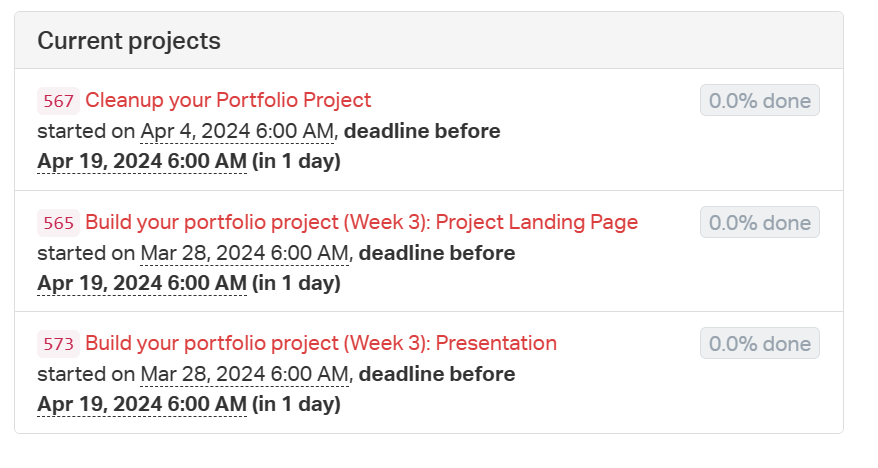 Current projects
567 Cleanup your Portfolio Project
0.0% done
started on Apr 4, 2024 6:00 AM, deadline before
Apr 19, 2024 6:00 AM (in 1 day)
565 Build your portfolio project (Week 3): Project Landing Page
0.0% done
started on Mar 28, 2024 6:00 AM, deadline before
Apr 19, 2024 6:00 AM (in 1 day)
573 Build your portfolio project (Week 3): Presentation
0.0% done
started on Mar 28, 2024 6:00 AM, deadline before
Apr 19, 2024 6:00 AM (in 1 day)